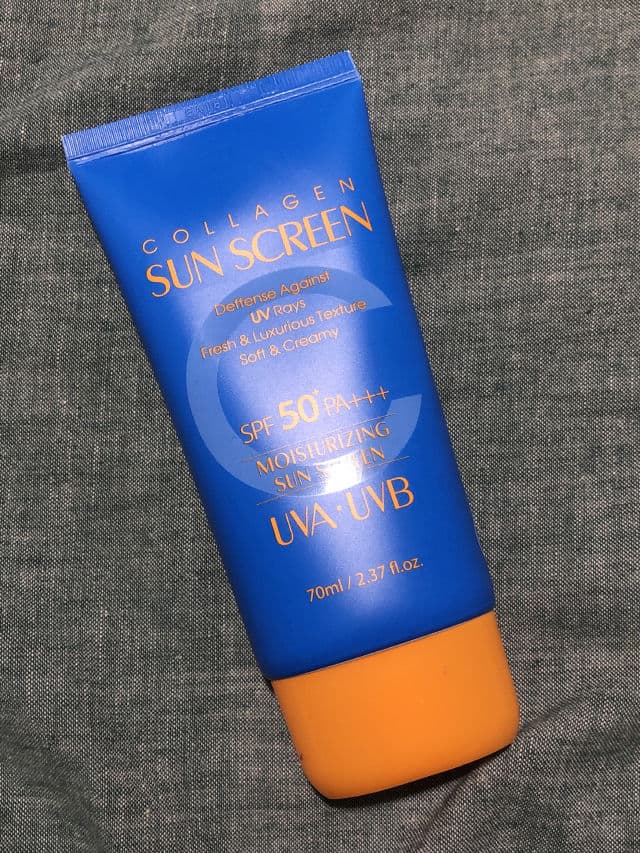 COLLAGEN
SUN SCREEN
Deffense Against
UV Rays
Fresh & Luxurious Texture
Soft & Creamy
SPF 50+ PA+++
MOISTURIZING
SUN SCREEN
UVA·UVB
70ml / 2.37 fl.oz.